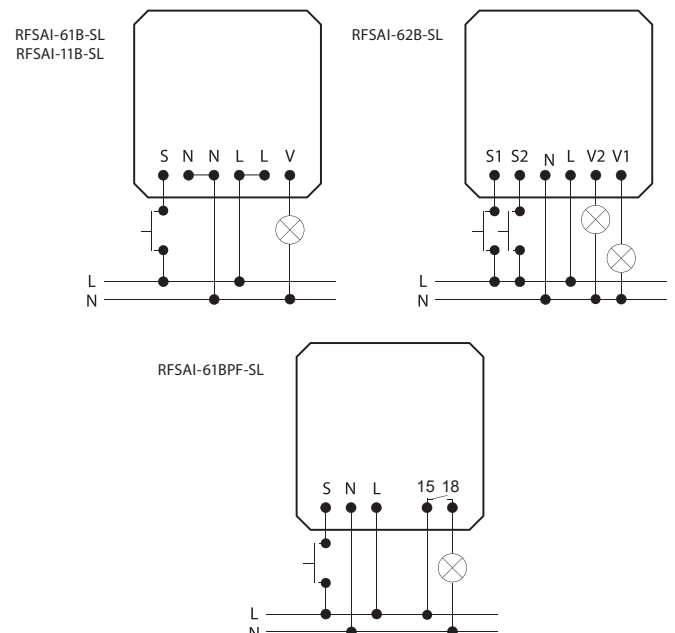 RFSAI-61B-SL
RFSAI-11B-SL
S N N L L V
L
N
RFSAI-62B-SL
S1 S2 N L V2 V1
L
N
RFSAI-61BPF-SL
S N L 15 18
L
N